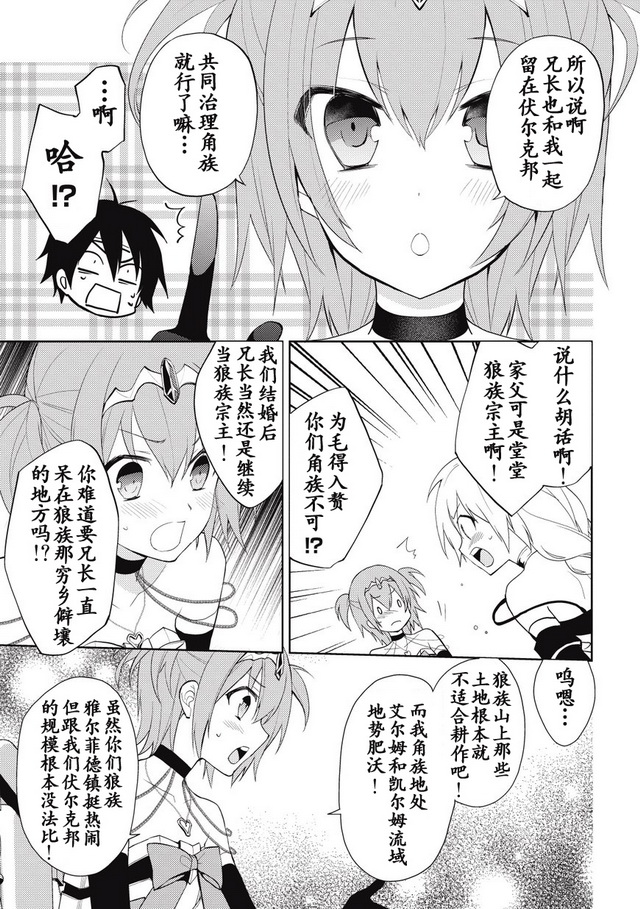 所以说啊
兄长也和我一起
留在伏尔克邦
共同治理角族
就行了嘛…
…啊
哈
!?
说什么胡话啊！
家父可是堂堂
狼族宗主啊！
为毛得入赘
你们角族
不可!?
我们结婚后
兄长当然还是继续
当狼族宗主！
你难道要兄长一直
呆在狼族那穷乡僻壤
的地方吗!?
呜嗯…
狼族山上那些
土地根本就
不适合耕作吧！
而我角族地处
艾尔姆和凯尔姆流域
地势肥沃！
虽然你们狼族
雅尔菲德镇挺热闹
但跟我们伏尔克邦
的规模根本没法比！